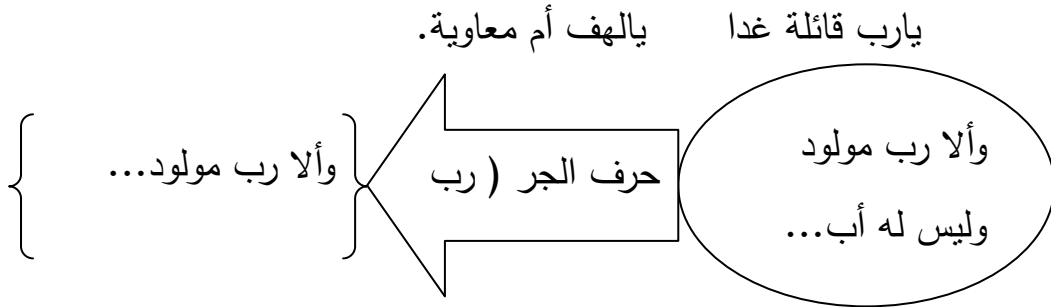 يارب قائلة غدا يالهف أم معاوية.
وألا رب مولود
وليس له أب...
حرف الجر ( رب
وألا رب مولود...